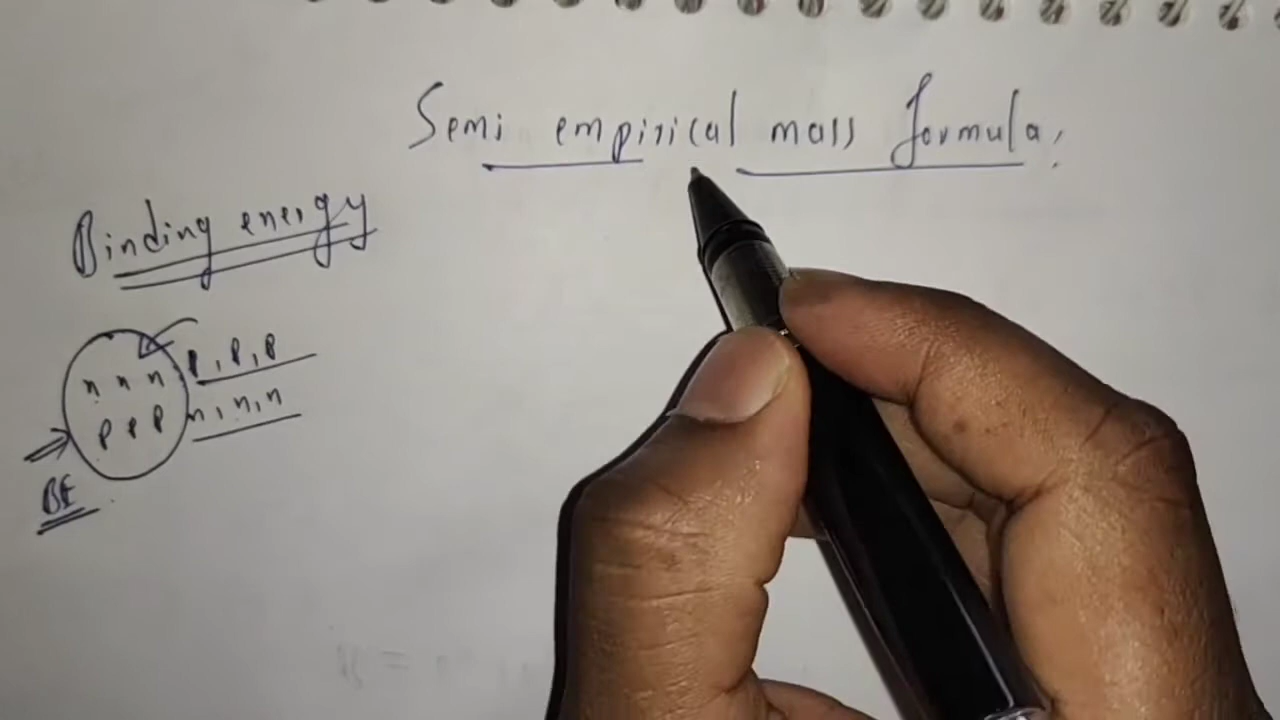 Semi empirical mass formula.
Binding energy
n n n p, p, p
p p p n, n, n
BE